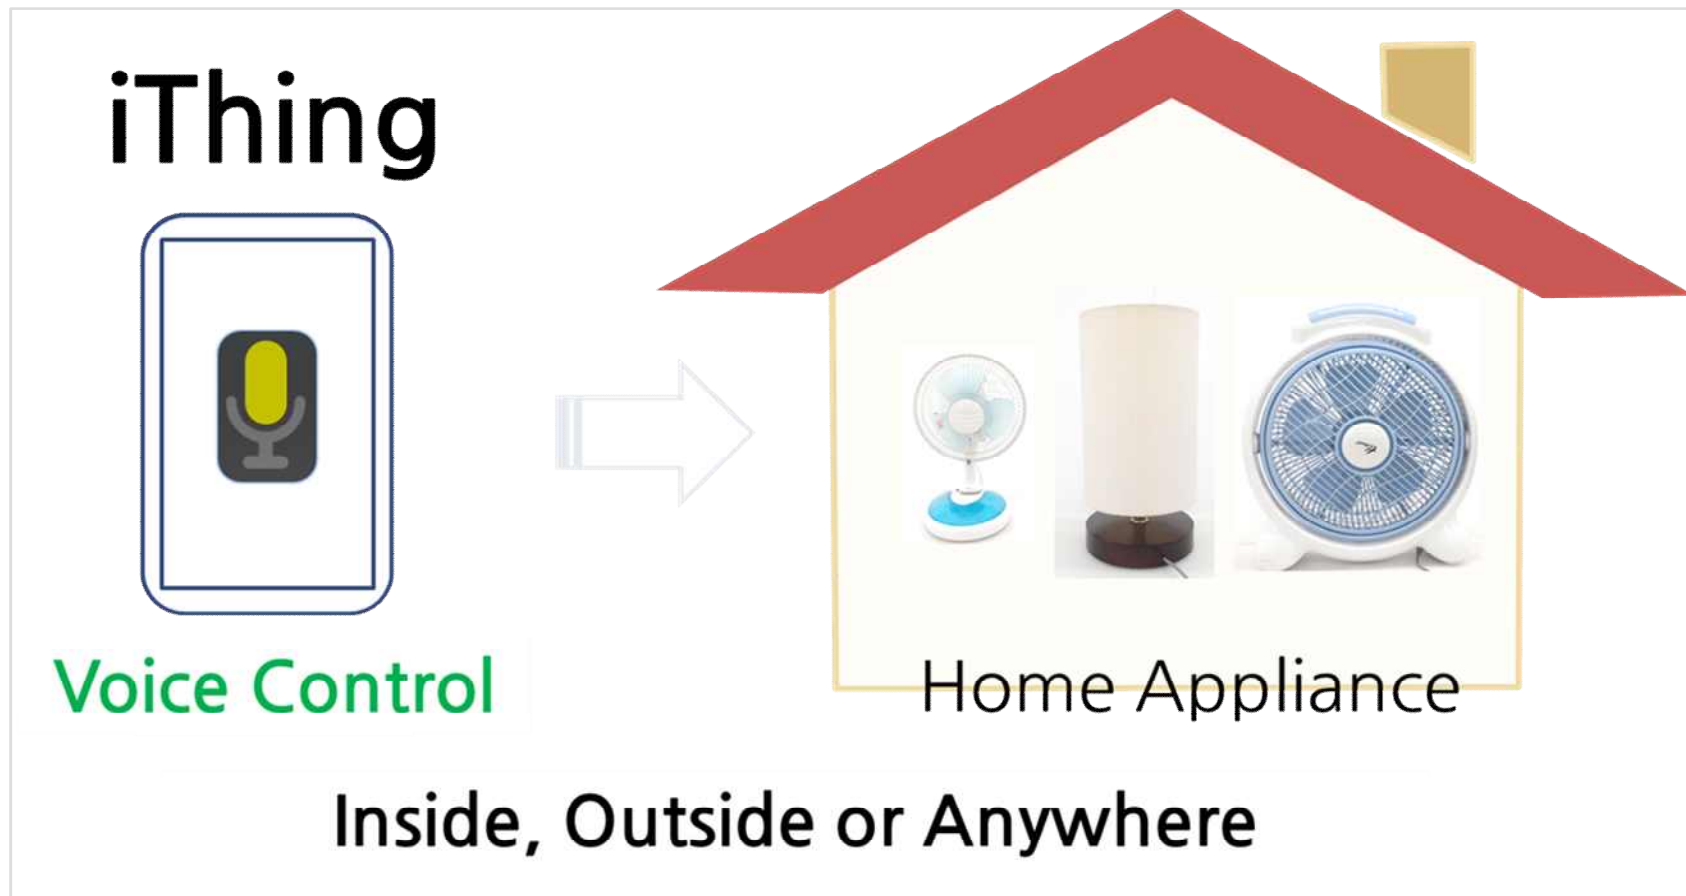 iThing
Voice Control
Home Appliance
Inside, Outside or Anywhere